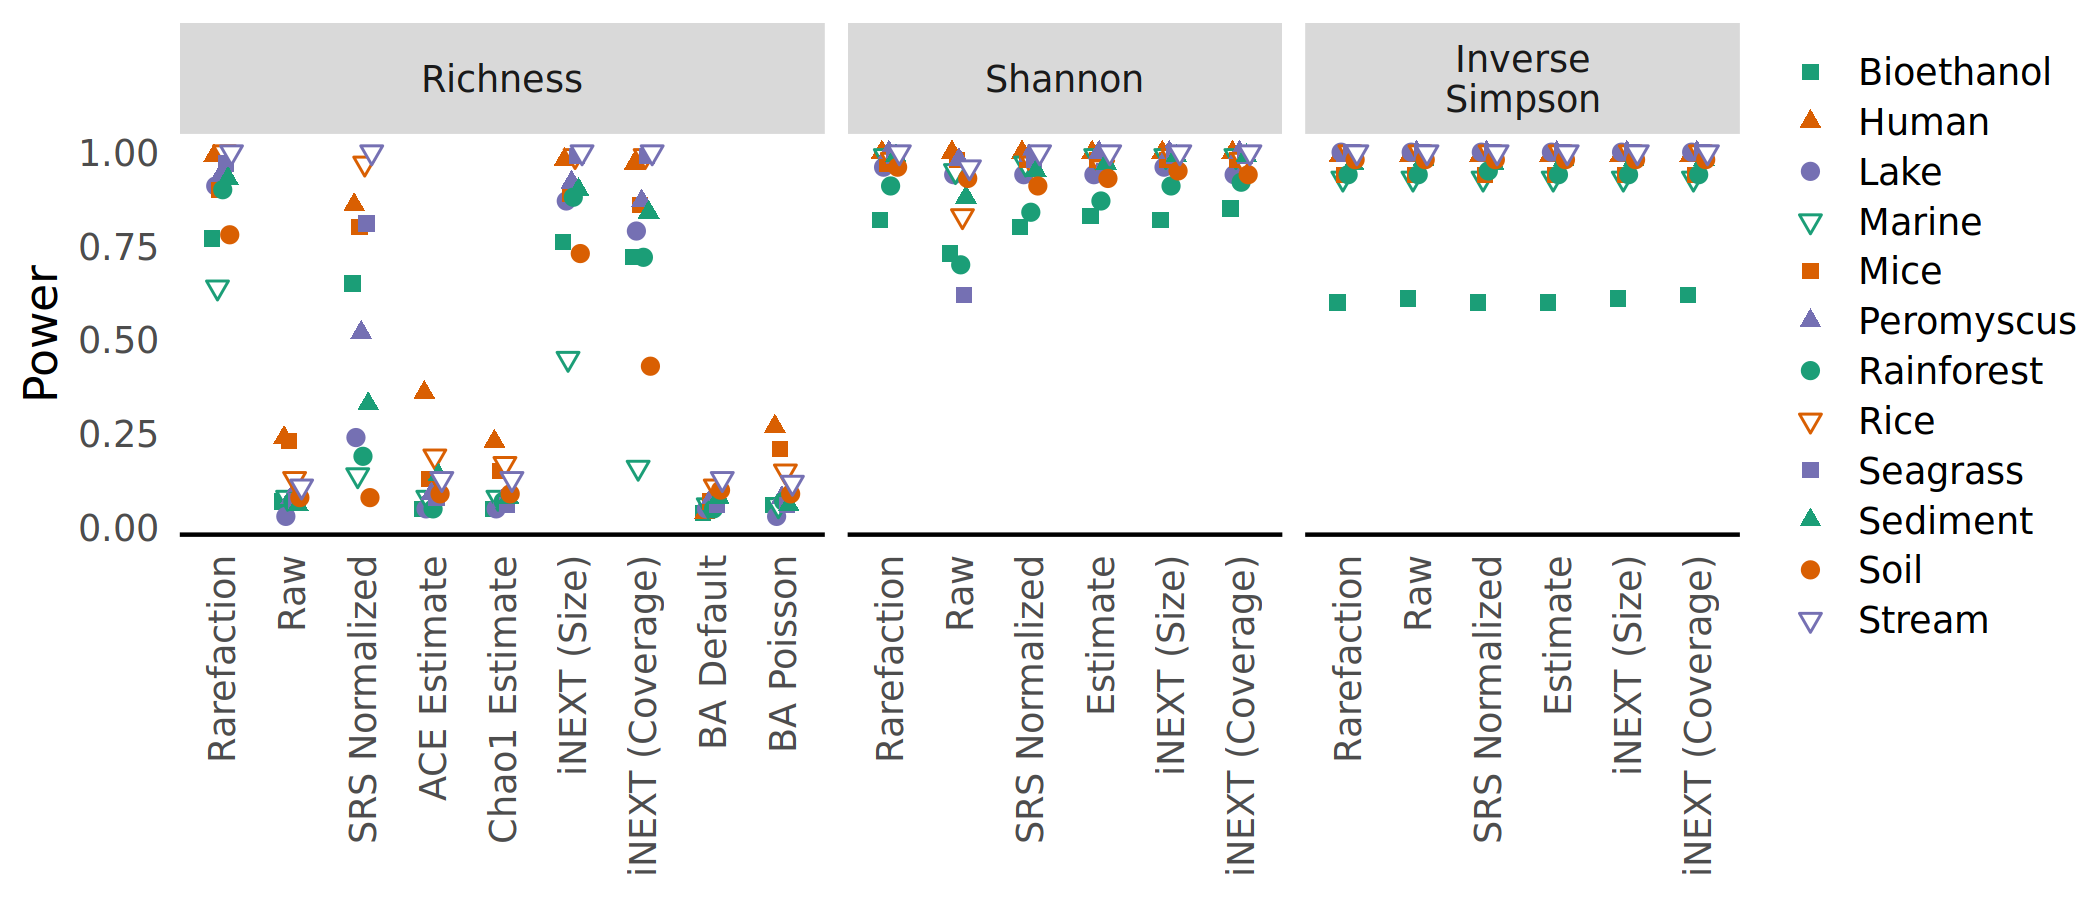 Richness
Shannon
Inverse
Simpson
Power
1.00
0.75
0.50
0.25
0.00
Rarefaction
Raw
SRS Normalized
ACE Estimate
Chao1 Estimate
iNEXT (Size)
iNEXT (Coverage)
BA Default
BA Poisson
Rarefaction
Raw
SRS Normalized
Estimate
iNEXT (Size)
iNEXT (Coverage)
Rarefaction
Raw
SRS Normalized
Estimate
iNEXT (Size)
iNEXT (Coverage)
Bioethanol
Human
Lake
Marine
Mice
Peromyscus
Rainforest
Rice
Seagrass
Sediment
Soil
Stream